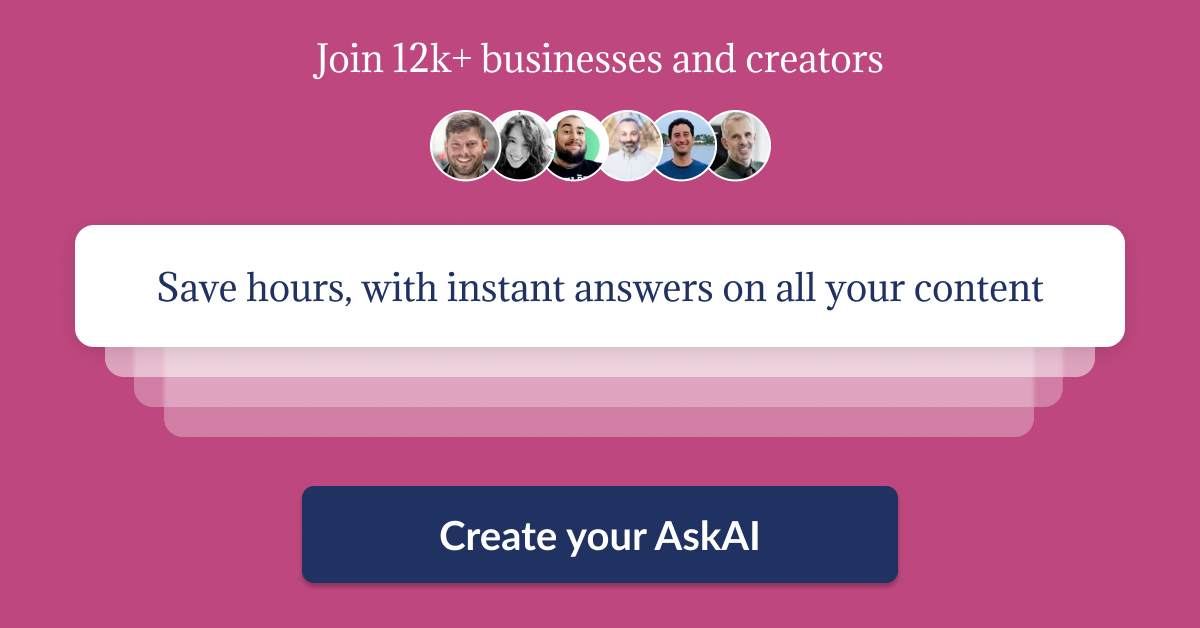 Join 12k+ businesses and creators
Save hours, with instant answers on all your content
Create your AskAI